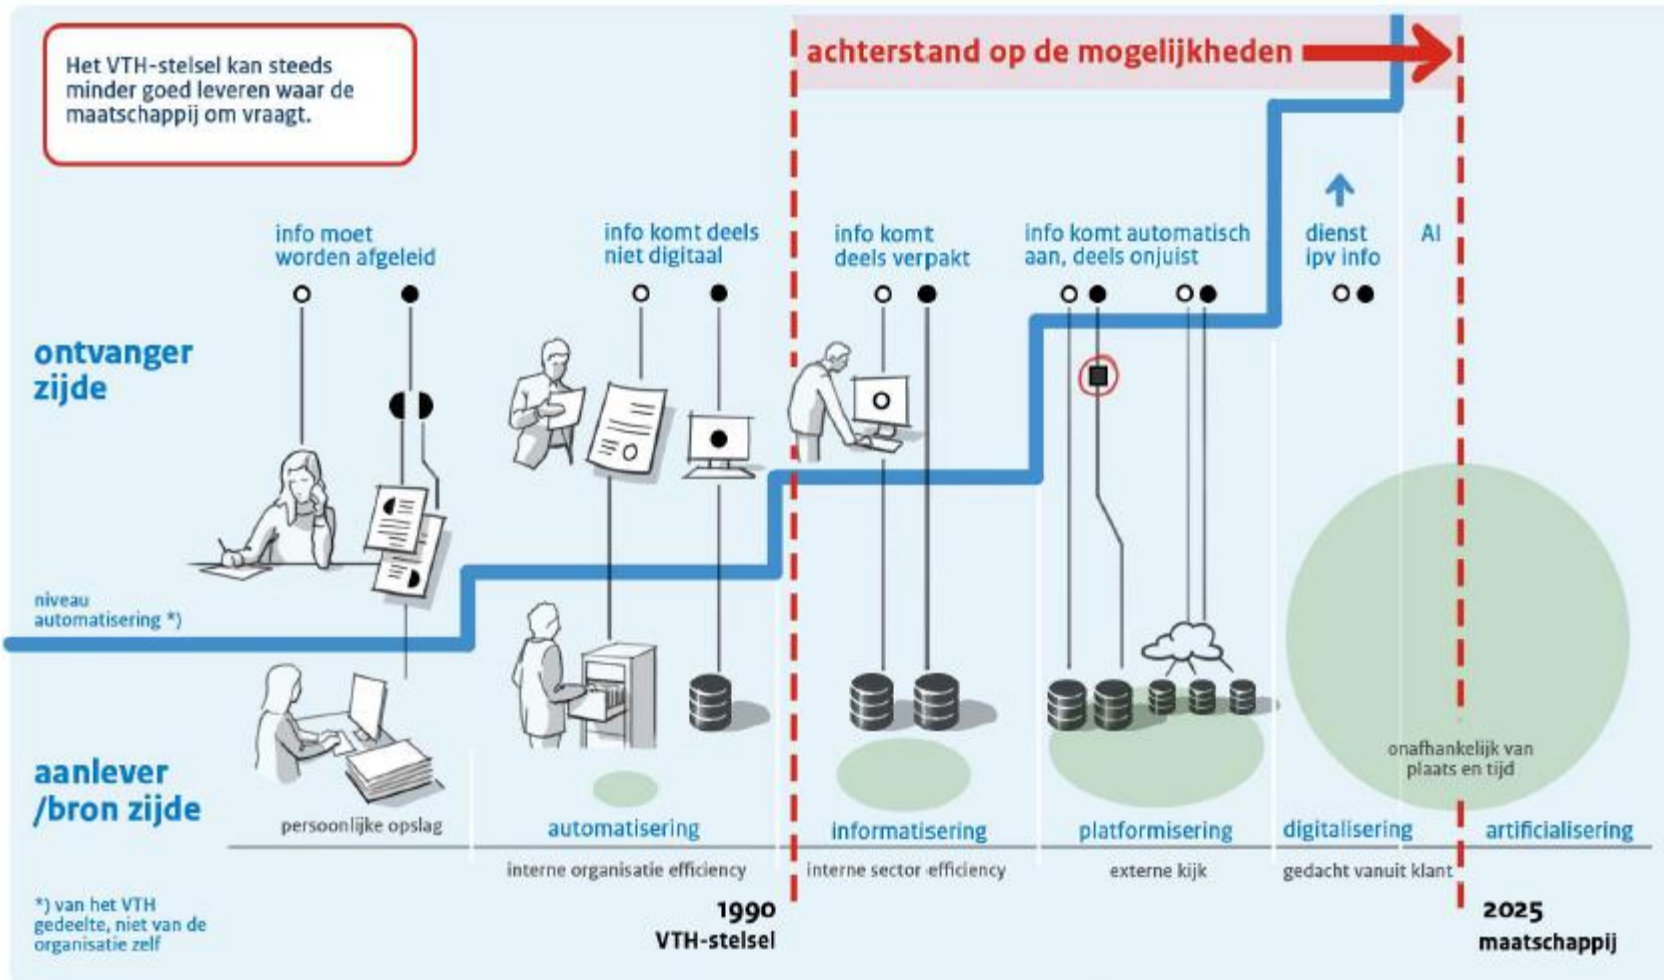 Het VTH-stelsel kan steeds
minder goed leveren waar de
maatschappij om vraagt.
achterstand op de mogelijkheden
info moet
worden afgeleid
info komt deels
niet digitaal
info komt
deels verpakt
info komt automatisch
aan, deels onjuist
dienst
ipv info
AI
ontvanger
zijde
niveau
automatisering *)
aanlever
/bron zijde
onafhankelijk van
plaats en tijd
persoonlijke opslag
automatisering
informatisering
platformisering
digitalisering
artificialisering
interne organisatie efficiency
interne sector efficiency
externe kijk
gedacht vanuit klant
*) van het VTH
gedeelte, niet van de
organisatie zelf
1990
VTH-stelsel
2025
maatschappij